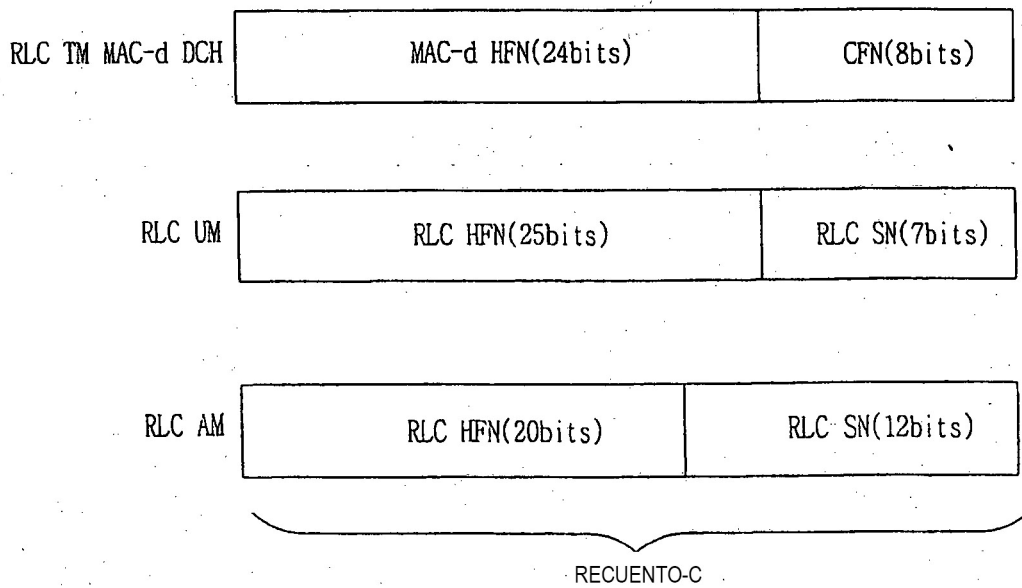 RLC TM MAC-d DCH MAC-d HFN(24bits) CFN(8bits)
RLC UM RLC HFN(25bits) RLC SN(7bits)
RLC AM RLC HFN(20bits) RLC SN(12bits)
RECUENTO-C